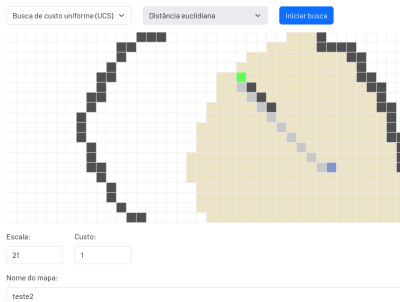 Busca de custo uniforme (UCS)
Distância euclidiana
Iniciar busca
Escala:
Custo:
21
1
Nome do mapa:
teste2